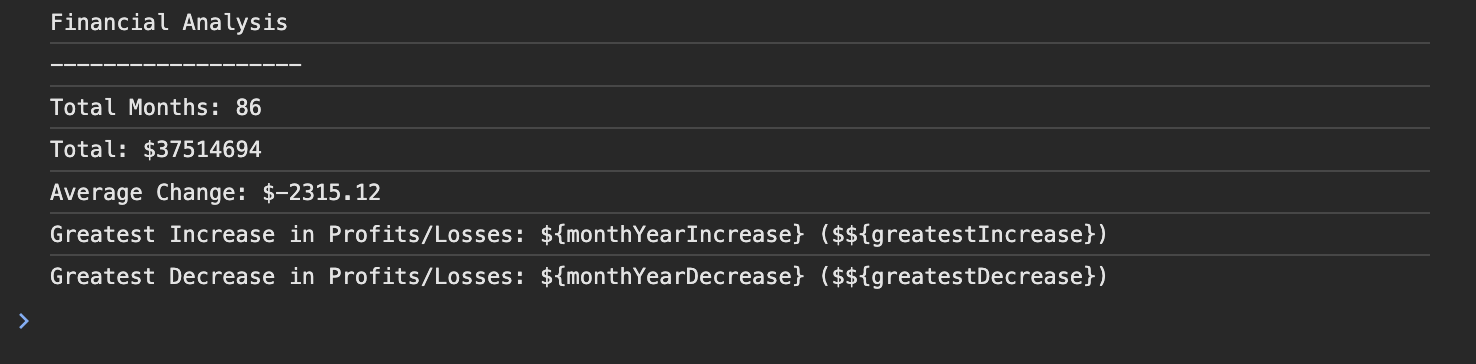 Financial Analysis
-------------------
Total Months: 86
Total: $37514694
Average Change: $-2315.12
Greatest Increase in Profits/Losses: ${monthYearIncrease} ($${greatestIncrease})
Greatest Decrease in Profits/Losses: ${monthYearDecrease} ($${greatestDecrease})
>